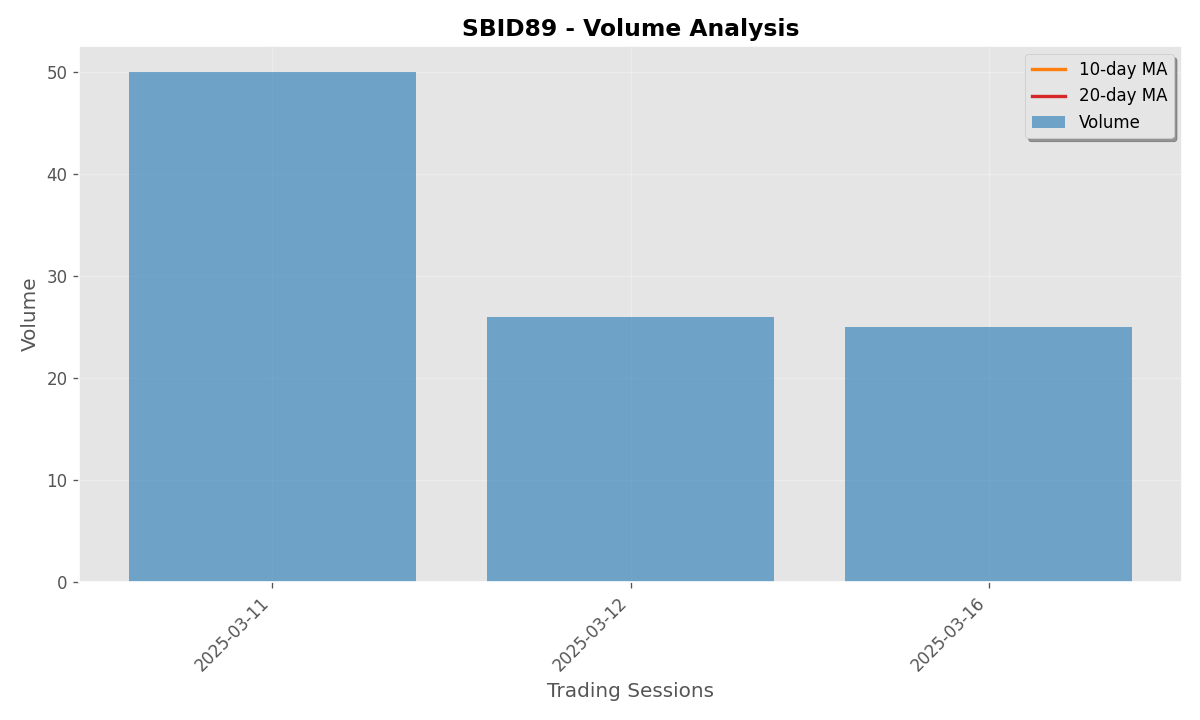 SBID89 - Volume Analysis
10-day MA
20-day MA
Volume
Volume
50
40
30
20
10
0
2025-03-11
2025-03-12
2025-03-16
Trading Sessions